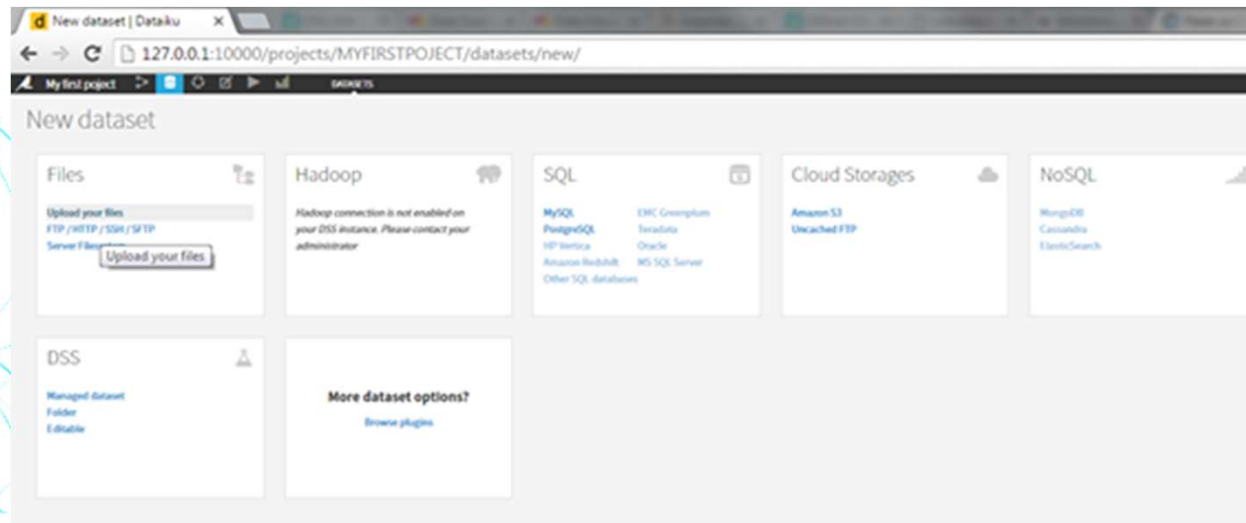 New dataset | Dataiku
127.0.0.1:10000/projects/MYFIRSTPOJECT/datasets/new/
My first poject
DATASETS
New dataset
Files
Upload your files
FTP / HTTP / SSH / SFTP
Server
Upload your files
Hadoop
Hadoop connection is not enabled on
your DSS instance. Please contact your
administrator
SQL
MySQL
EMC Greenplum
PostgreSQL
Teradata
HP Vertica
Oracle
Amazon Redshift
MS SQL Server
Other SQL databases
Cloud Storages
Amazon S3
Uncached FTP
NoSQL
MongoDB
Cassandra
ElasticSearch
DSS
Managed dataset
Folder
Editable
More dataset options?
Browse plugins